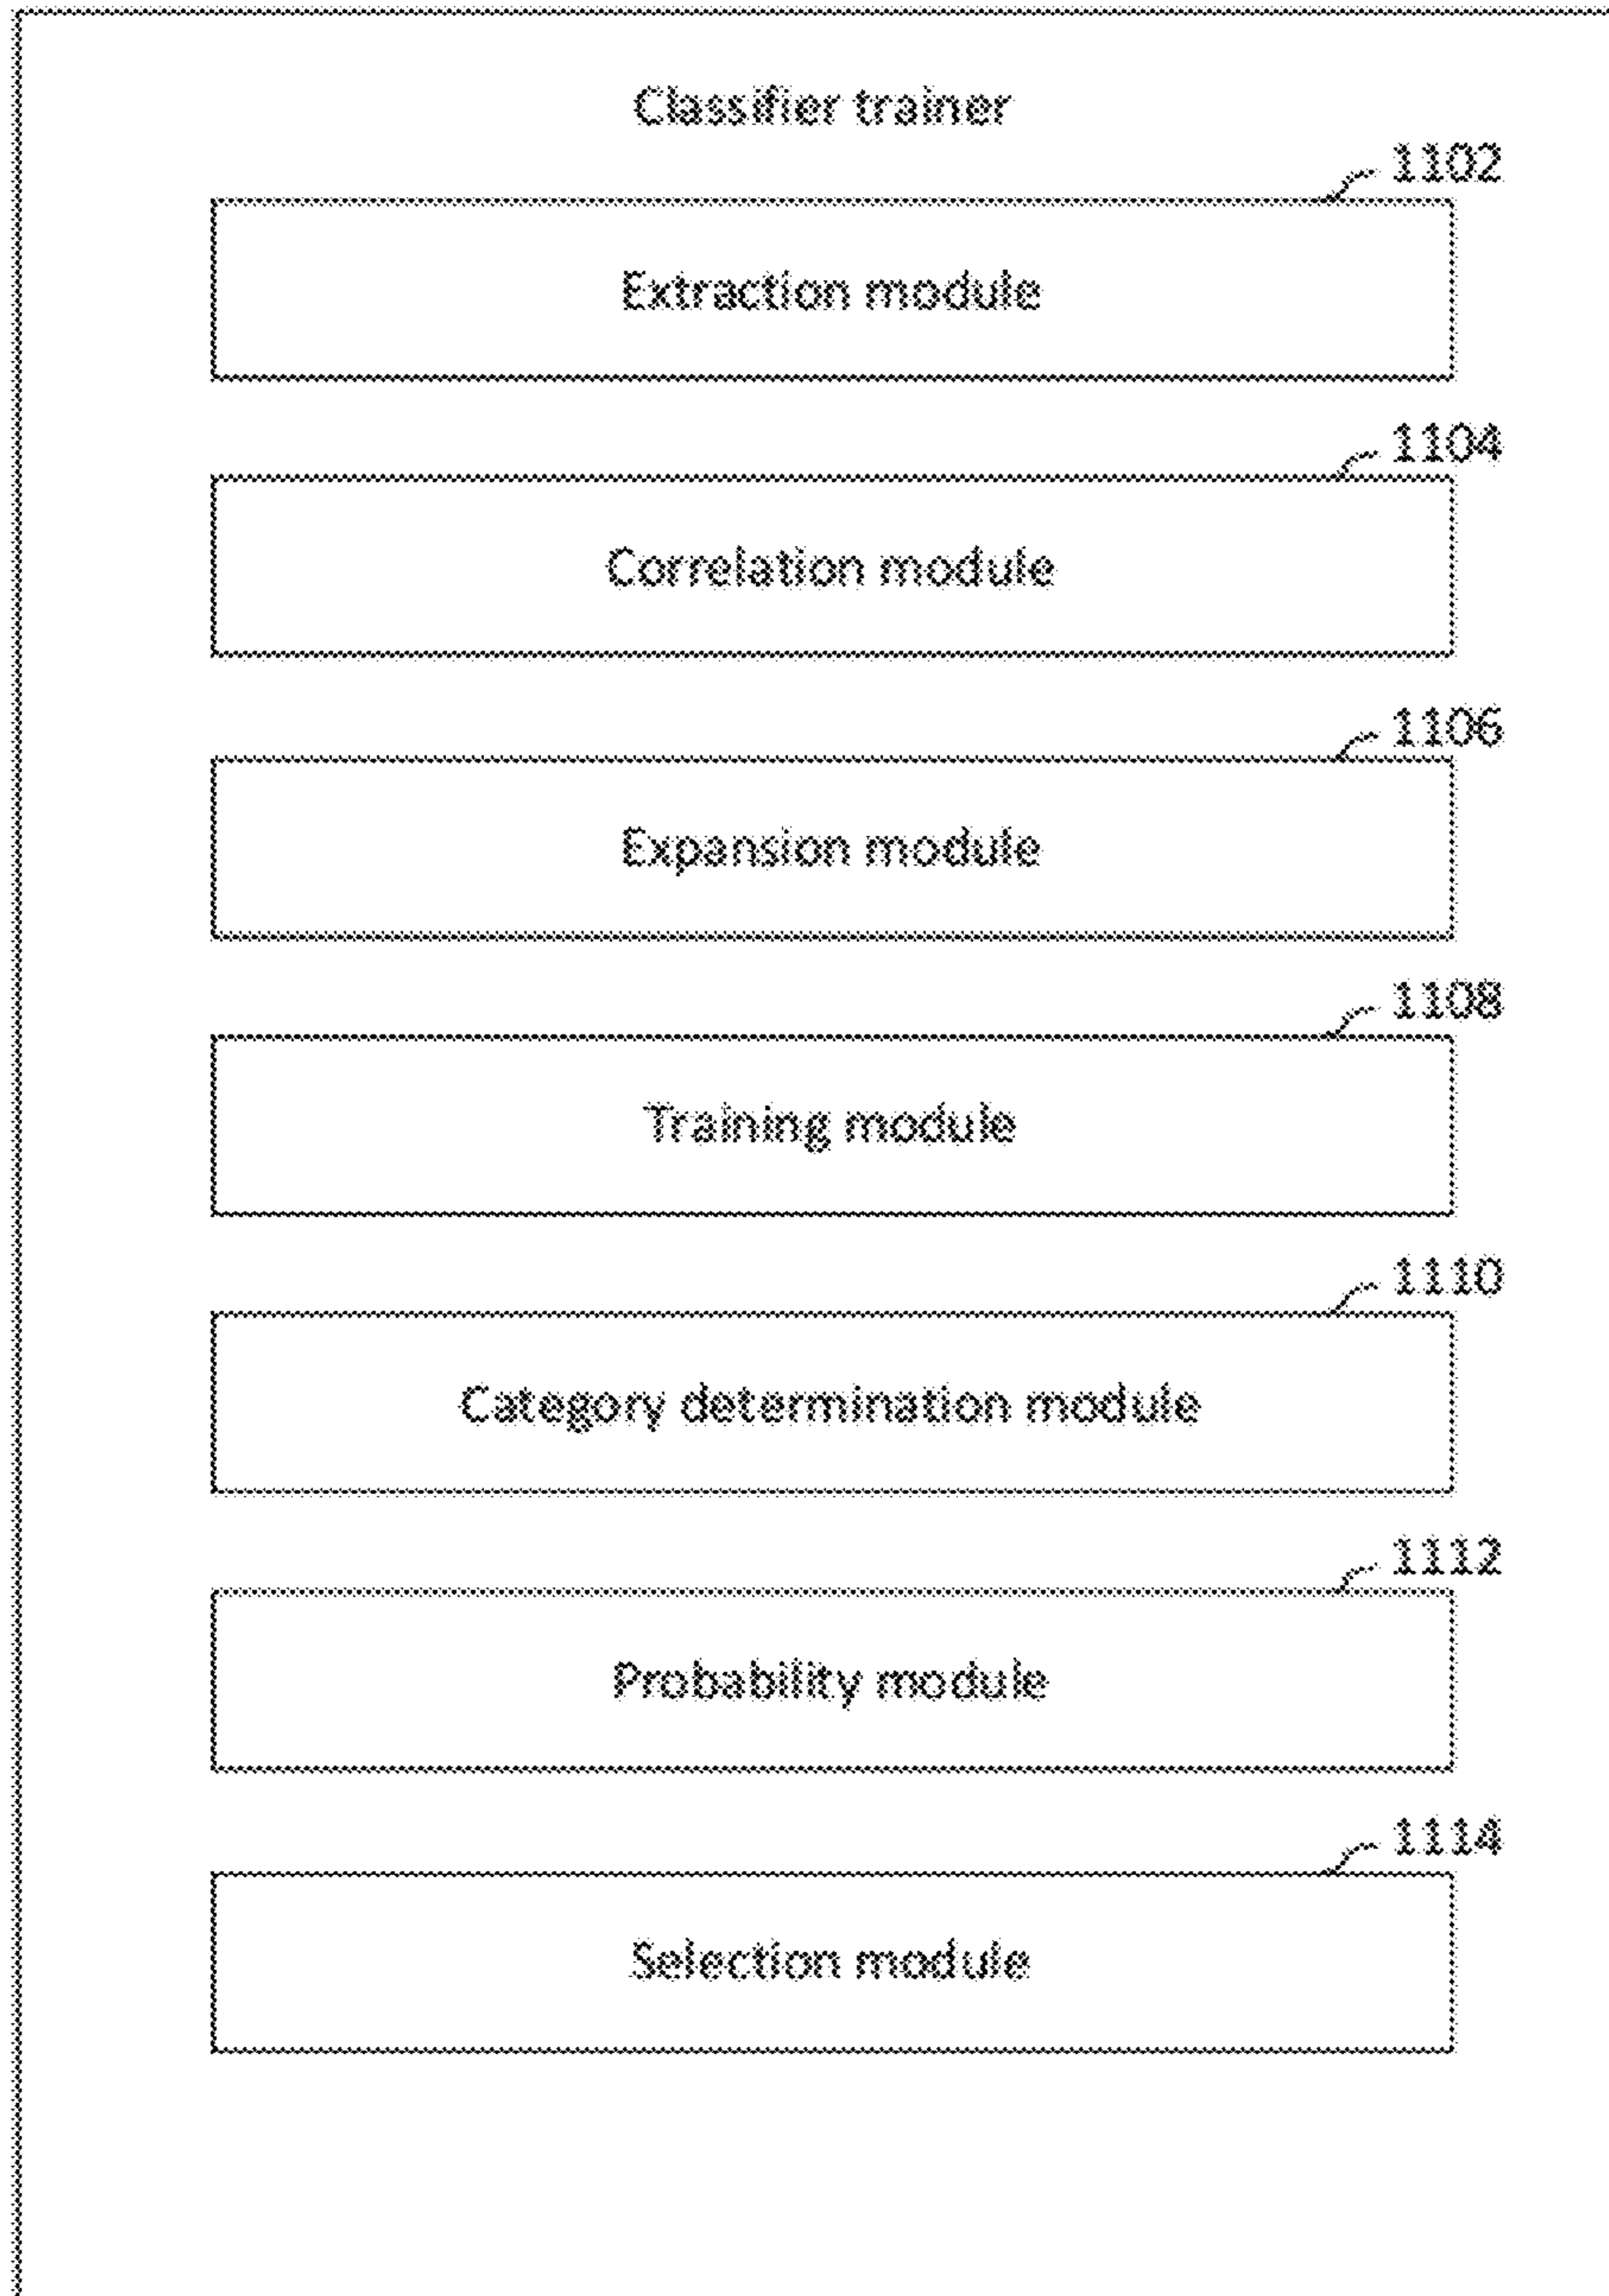 Classifier trainer
1102
Extraction module
1104
Correlation module
1106
Expansion module
1108
Training module
1110
Category determination module
1112
Probability module
1114
Selection module